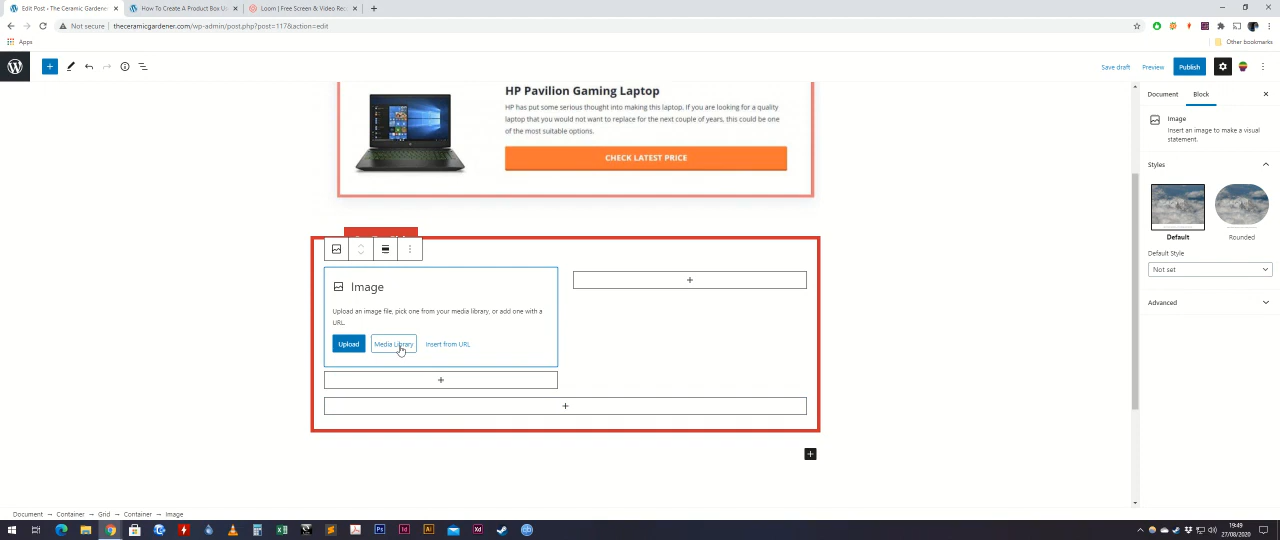 Edit Post ‹ The Ceramic Gardener
How To Create A Product Box U
Loom | Free Screen & Video Rec
Not secure
theceramicgardener.com/wp-admin/post.php?post=117&action=edit
Apps
Other bookmarks
Save draft
Preview
Publish
HP Pavilion Gaming Laptop
HP has put some serious thought into making this laptop. If you are looking for a quality
laptop that you would not want to replace for the next couple of years, this could be one
of the most suitable options.
CHECK LATEST PRICE
Image
Upload an image file, pick one from your media library, or add one with a
URL.
Upload
Media Library
Insert from URL
Document
Block
Image
Insert an image to make a visual
statement.
Styles
Default
Rounded
Default Style
Not set
Advanced
Document → Container → Grid → Container → Image
19:49
27/08/2020